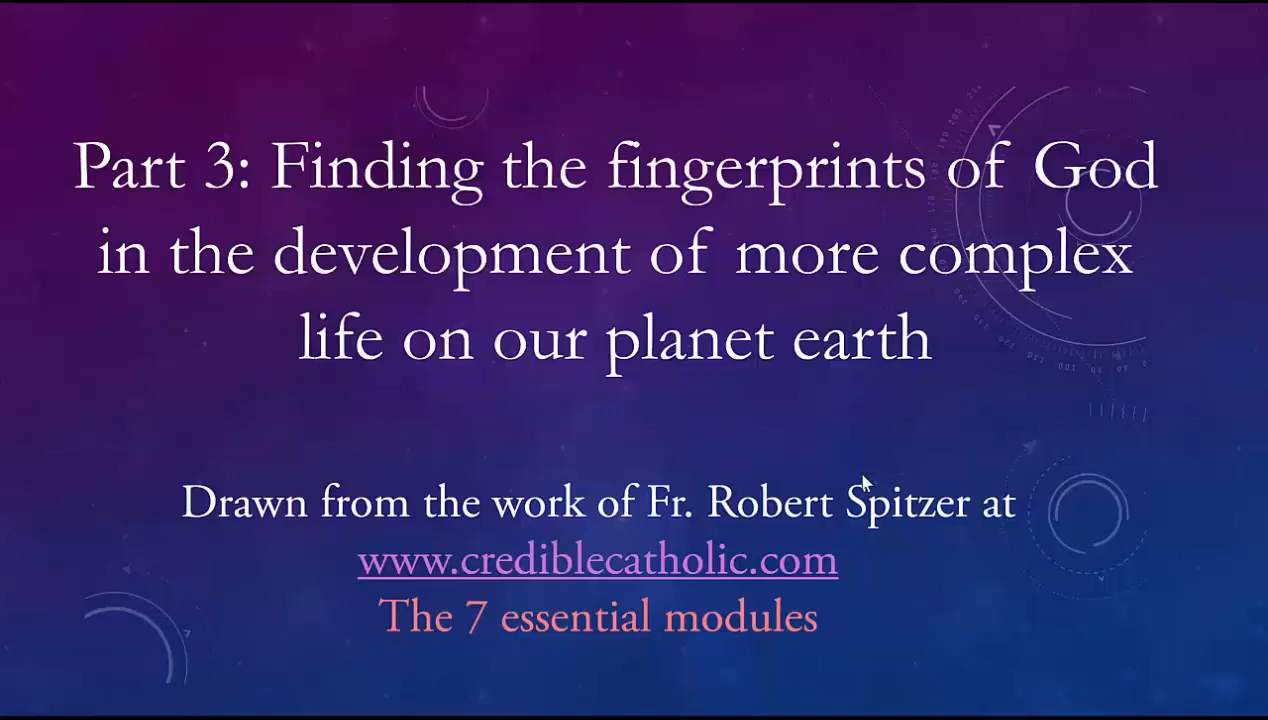 Part 3: Finding the fingerprints of God
in the development of more complex
life on our planet earth
Drawn from the work of Fr. Robert Spitzer at
www.crediblecatholic.com
The 7 essential modules